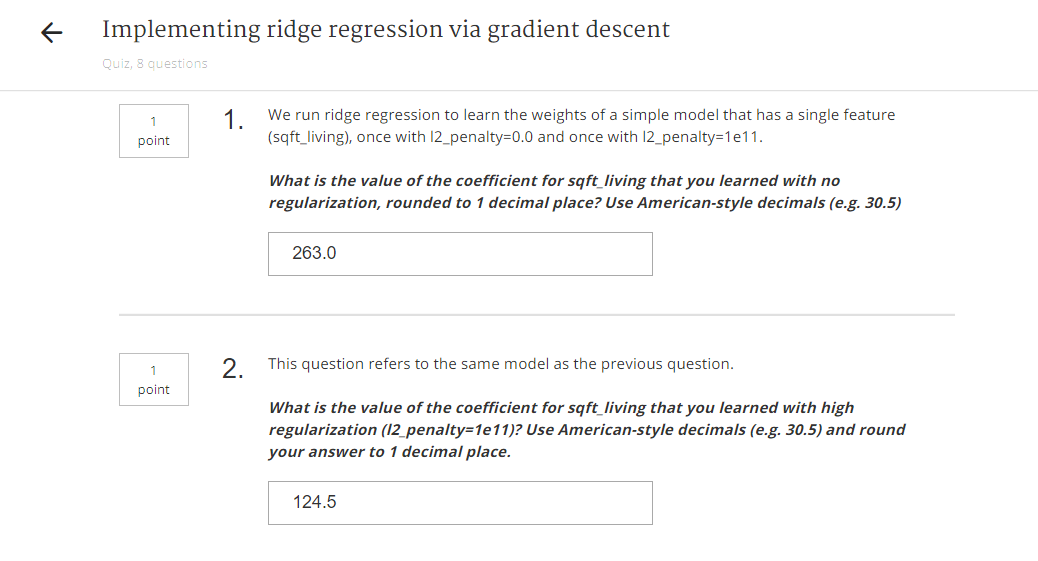 Implementing ridge regression via gradient descent
Quiz, 8 questions
1
point
1.
We run ridge regression to learn the weights of a simple model that has a single feature
(sqft_living), once with l2_penalty=0.0 and once with l2_penalty=1e11.
What is the value of the coefficient for sqft_living that you learned with no
regularization, rounded to 1 decimal place? Use American-style decimals (e.g. 30.5)
263.0
1
point
2.
This question refers to the same model as the previous question.
What is the value of the coefficient for sqft_living that you learned with high
regularization (l2_penalty=1e11)? Use American-style decimals (e.g. 30.5) and round
your answer to 1 decimal place.
124.5